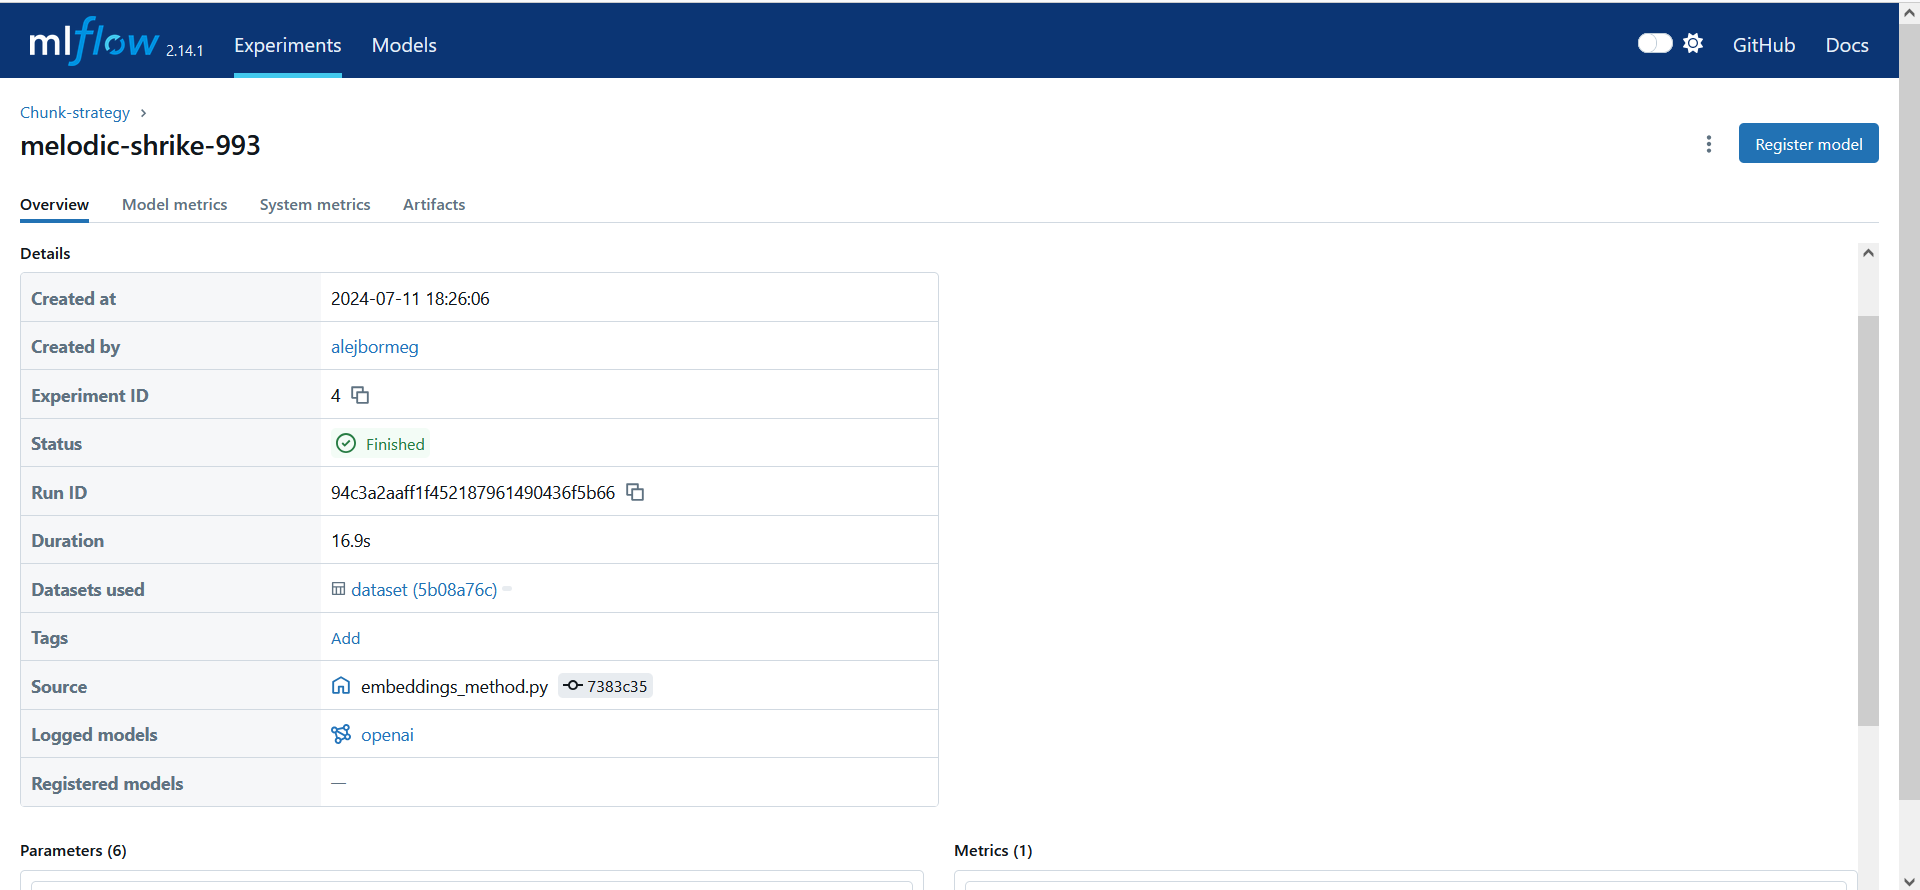 mlflow 2.14.1 Experiments Models GitHub Docs
Chunk-strategy
melodic-shrike-993
Register model
Overview Model metrics System metrics Artifacts
Details
Created at 2024-07-11 18:26:06
Created by alejbormeg
Experiment ID 4
Status Finished
Run ID 94c3a2aaff1f452187961490436f5b66
Duration 16.9s
Datasets used dataset (5b08a76c)
Tags Add
Source embeddings_method.py 7383c35
Logged models openai
Registered models —
Parameters (6) Metrics (1)